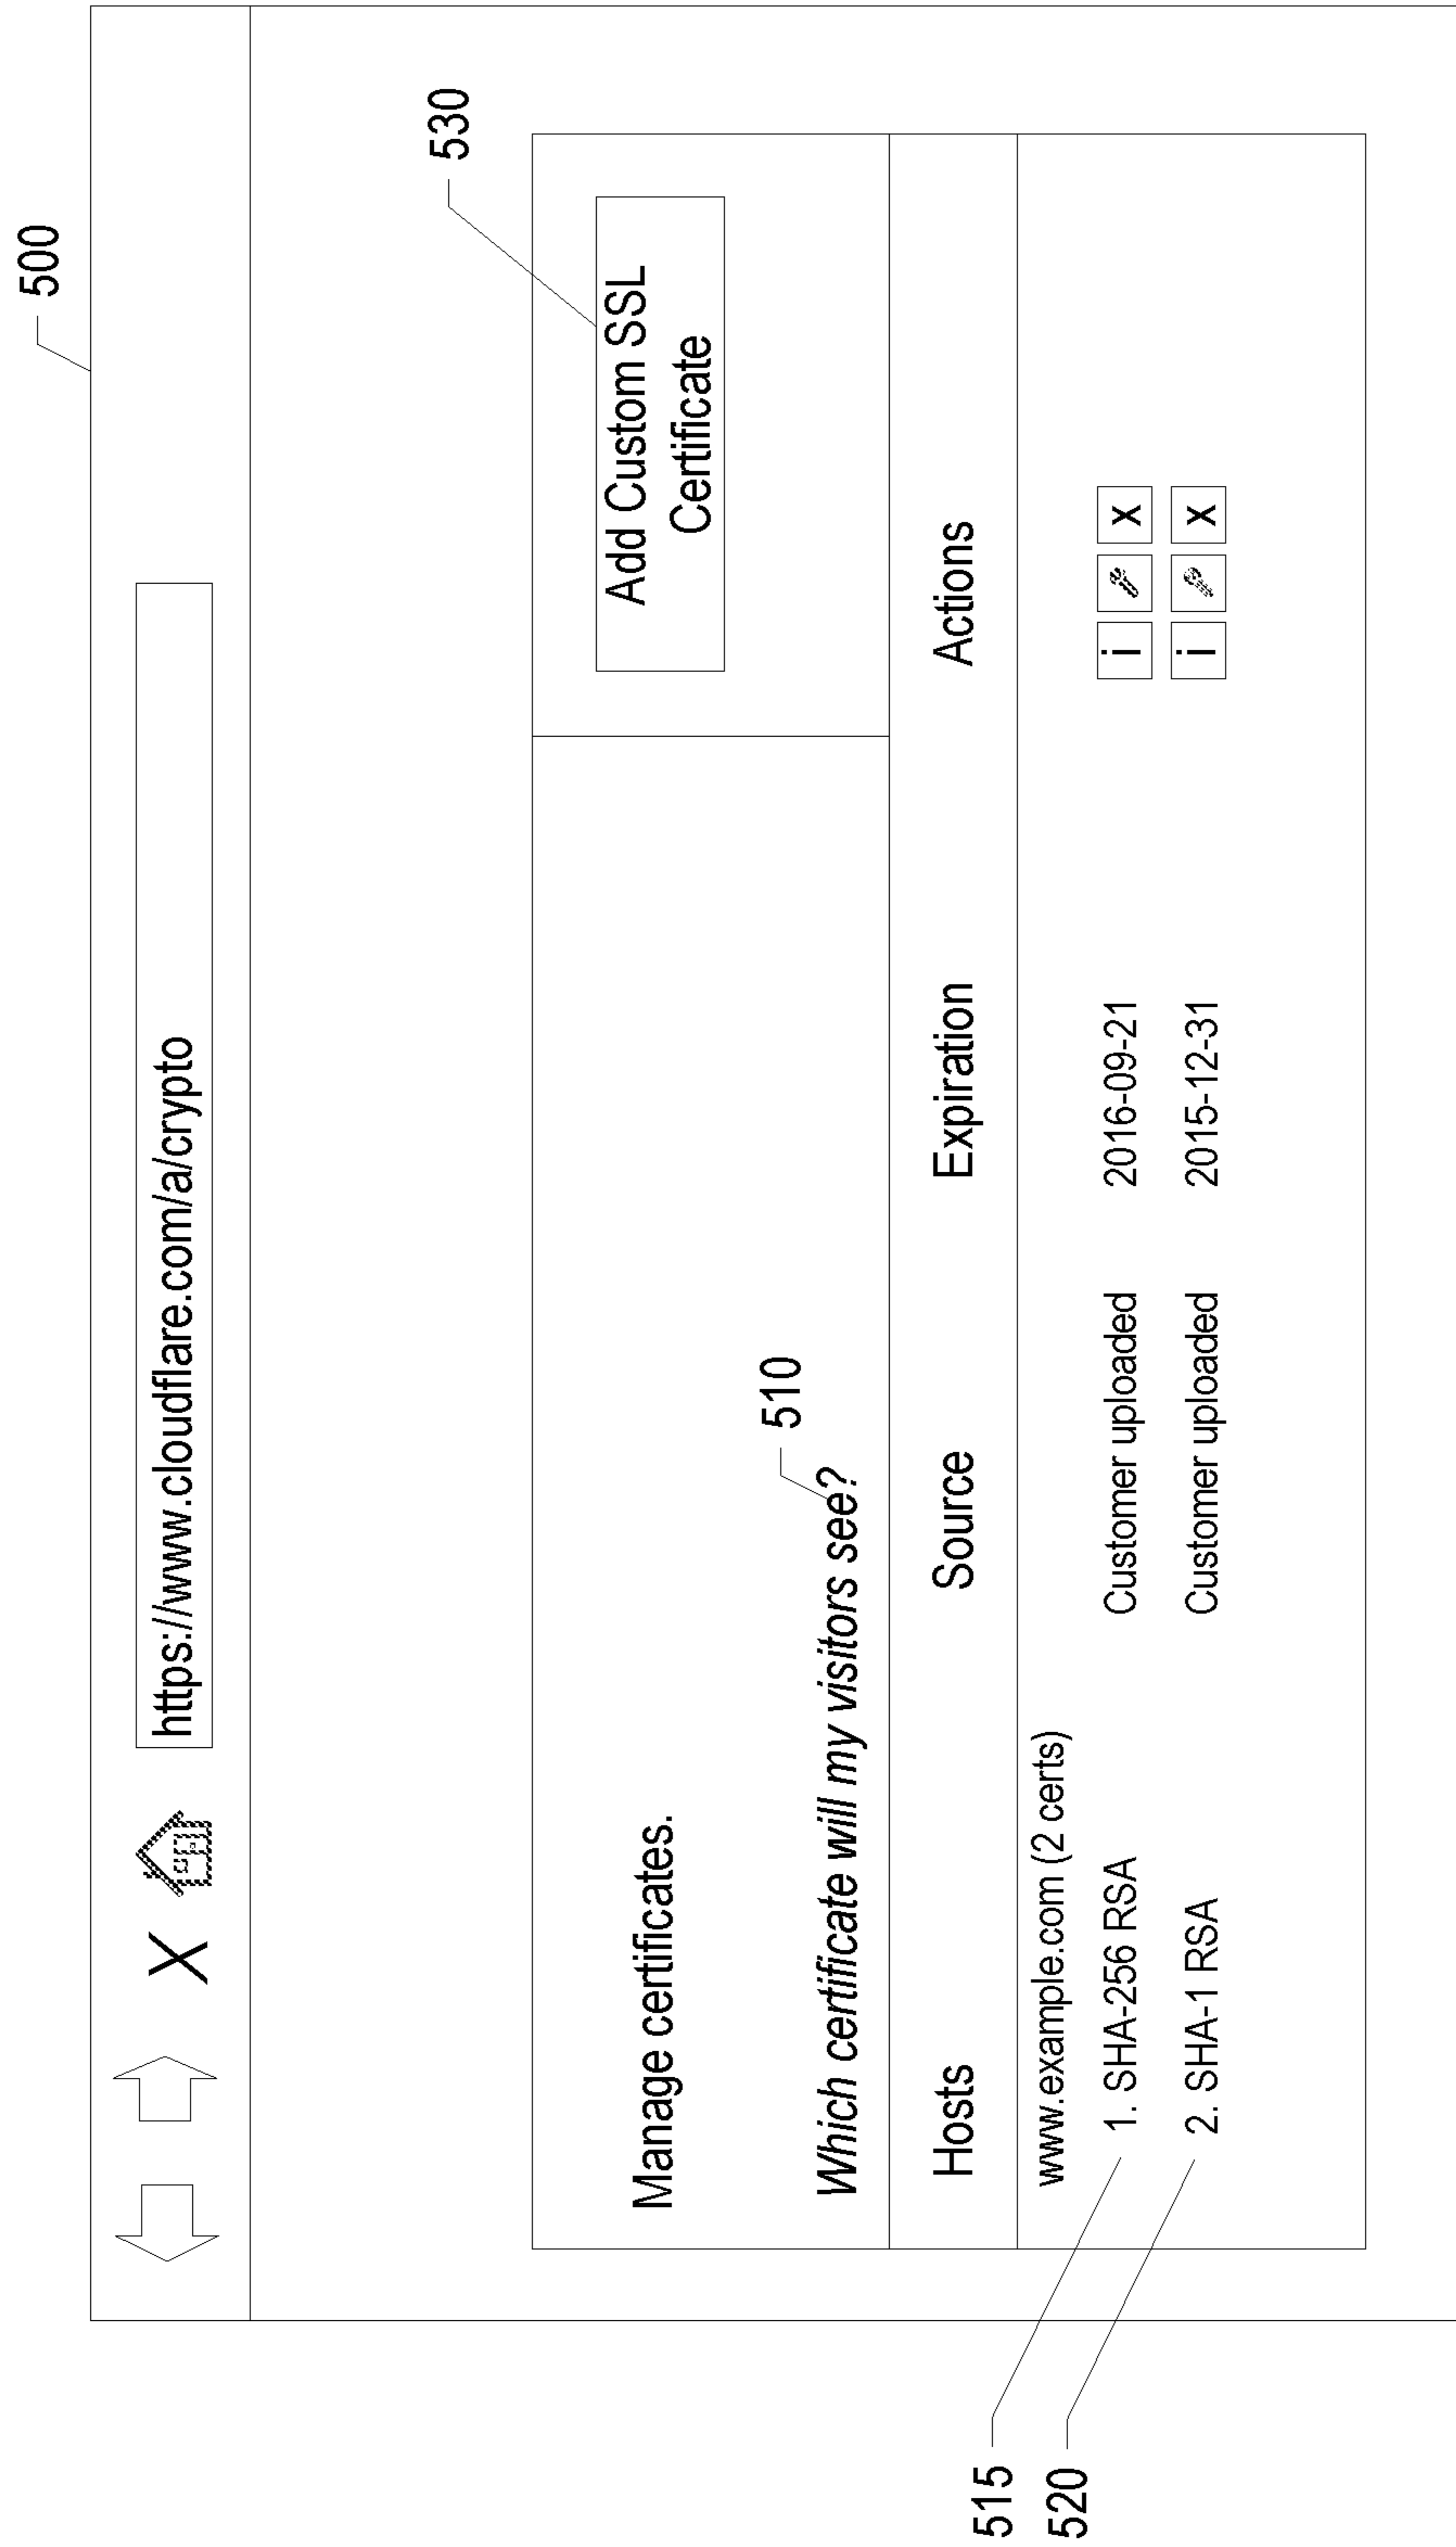 500
X https://www.cloudflare.com/a/crypto
530
Manage certificates.
Add Custom SSL
Certificate
510
Which certificate will my visitors see?
Hosts Source Expiration Actions
www.example.com (2 certs)
515
1. SHA-256 RSA Customer uploaded 2016-09-21 i x
520
2. SHA-1 RSA Customer uploaded 2015-12-31 i x